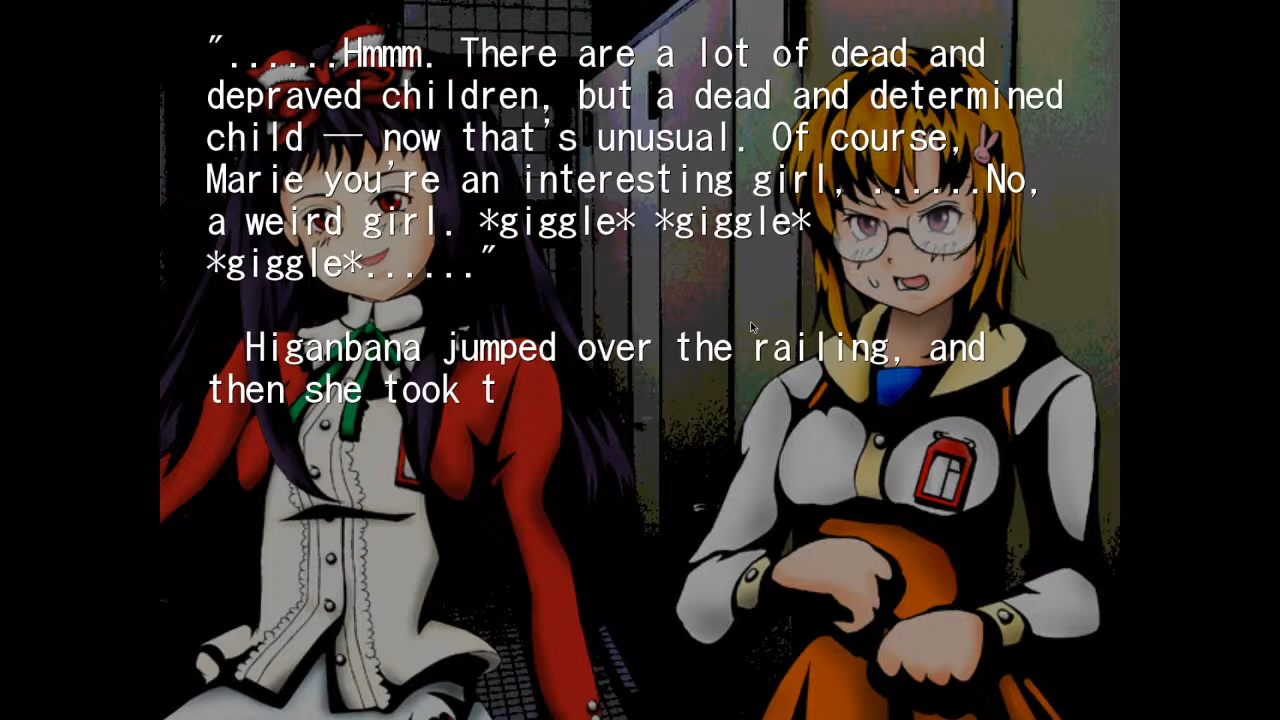 "......Hmmm. There are a lot of dead and
depraved children, but a dead and determined
child ── now that's unusual. Of course,
Marie you're an interesting girl, ......No,
a weird girl. *giggle* *giggle*
*giggle*......"
Higanbana jumped over the railing, and
then she took t